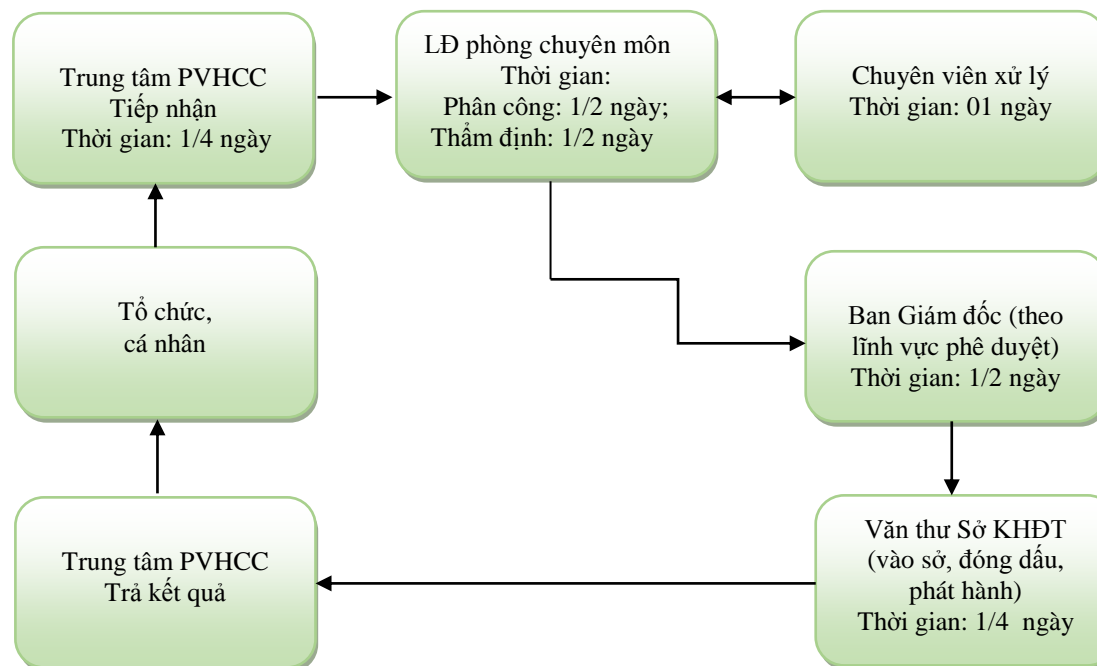 Trung tâm PVHCC
Tiếp nhận
Thời gian: 1/4 ngày
LĐ phòng chuyên môn
Thời gian:
Phân công: 1/2 ngày;
Thẩm định: 1/2 ngày
Chuyên viên xử lý
Thời gian: 01 ngày
Tổ chức,
cá nhân
Ban Giám đốc (theo
lĩnh vực phê duyệt)
Thời gian: 1/2 ngày
Trung tâm PVHCC
Trả kết quả
Văn thư Sở KHĐT
(vào sở, đóng dấu,
phát hành)
Thời gian: 1/4 ngày